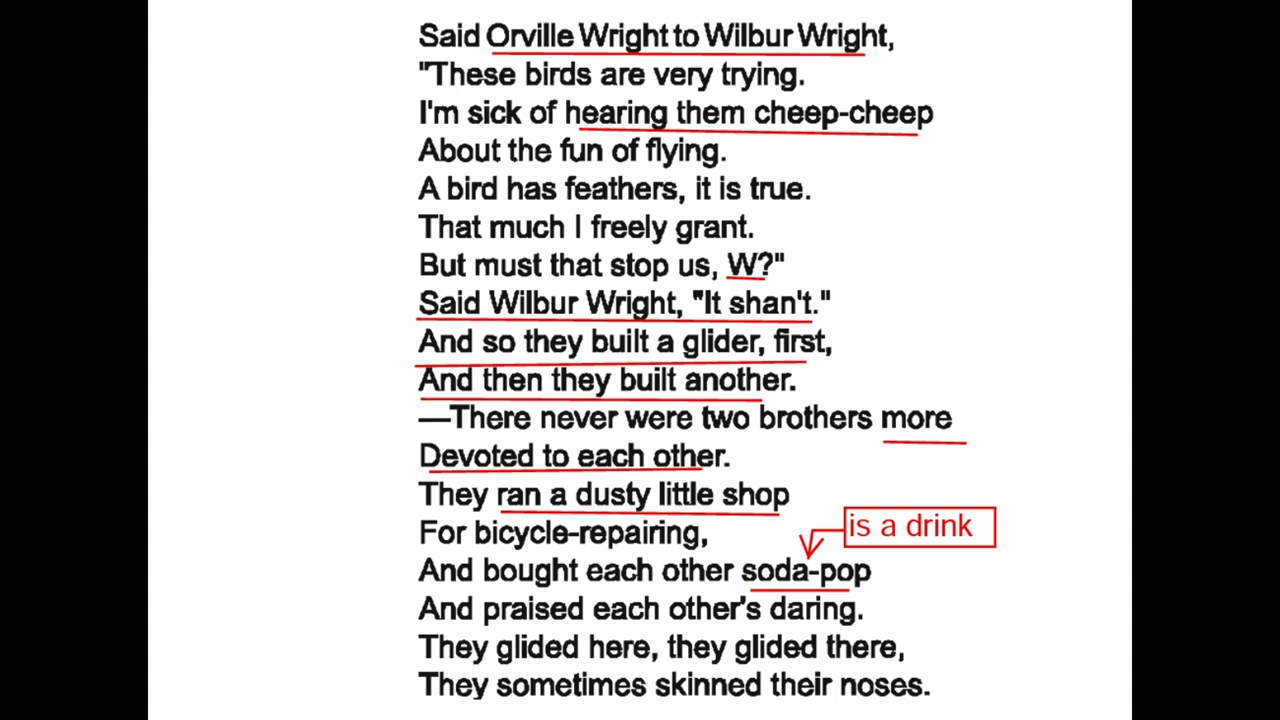 Said Orville Wright to Wilbur Wright,
"These birds are very trying.
I'm sick of hearing them cheep-cheep
About the fun of flying.
A bird has feathers, it is true.
That much I freely grant.
But must that stop us, W?"
Said Wilbur Wright, "It shan't."
And so they built a glider, first,
And then they built another.
—There never were two brothers more
Devoted to each other.
They ran a dusty little shop
For bicycle-repairing,
is a drink
And bought each other soda-pop
And praised each other's daring.
They glided here, they glided there,
They sometimes skinned their noses.